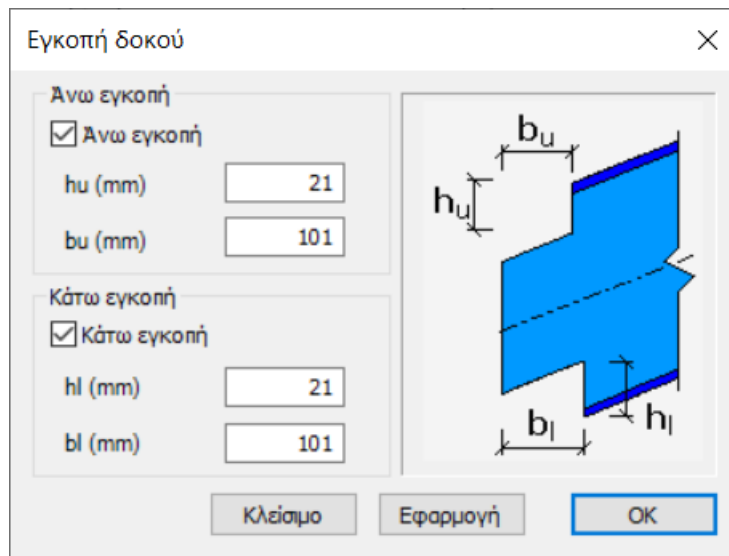 Εγκοπή δοκού
Άνω εγκοπή
Άνω εγκοπή
hu (mm) 21
bu (mm) 101
Κάτω εγκοπή
Κάτω εγκοπή
hl (mm) 21
bl (mm) 101
bu
hu
bl
hl
Κλείσιμο Εφαρμογή OK